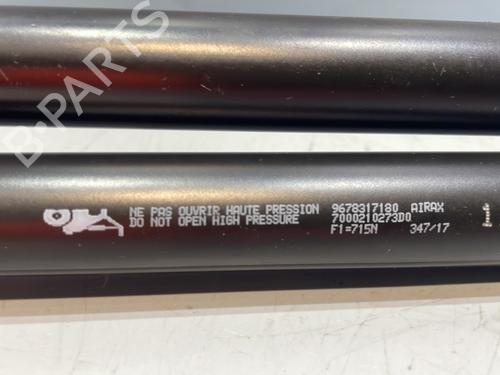 B-PARTS
NE PAS OUVRIR HAUTE PRESSION 9678317180 AIRAX
DO NOT OPEN HIGH PRESSURE 7000210273D0
F1=715N 347/17